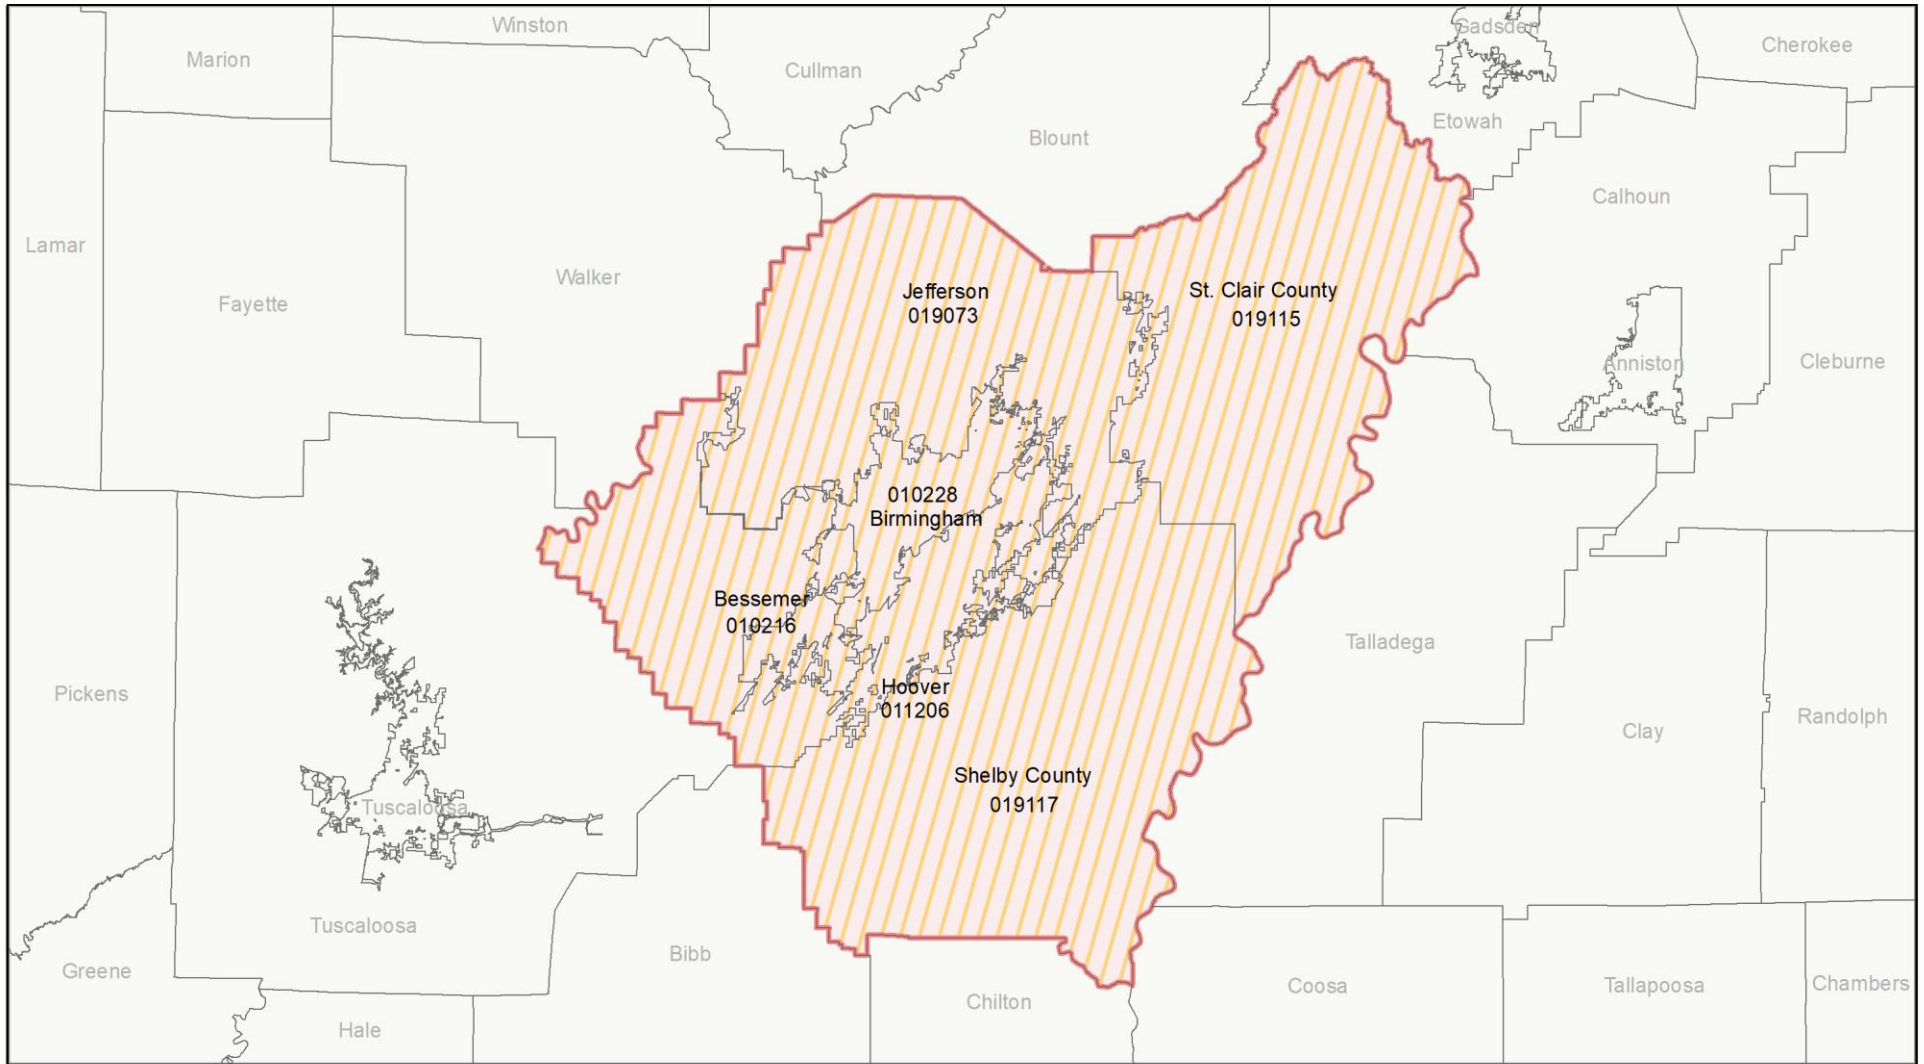 Winston
Gadsden
Cherokee
Marion
Cullman
Etowah
Blount
Calhoun
Lamar
Walker
Fayette
Jefferson
019073
St. Clair County
019115
Anniston
Cleburne
010228
Birmingham
Bessemer
010216
Talladega
Pickens
Hoover
011206
Randolph
Clay
Shelby County
019117
Tuscaloosa
Tuscaloosa
Bibb
Greene
Coosa
Tallapoosa
Chambers
Chilton
Hale